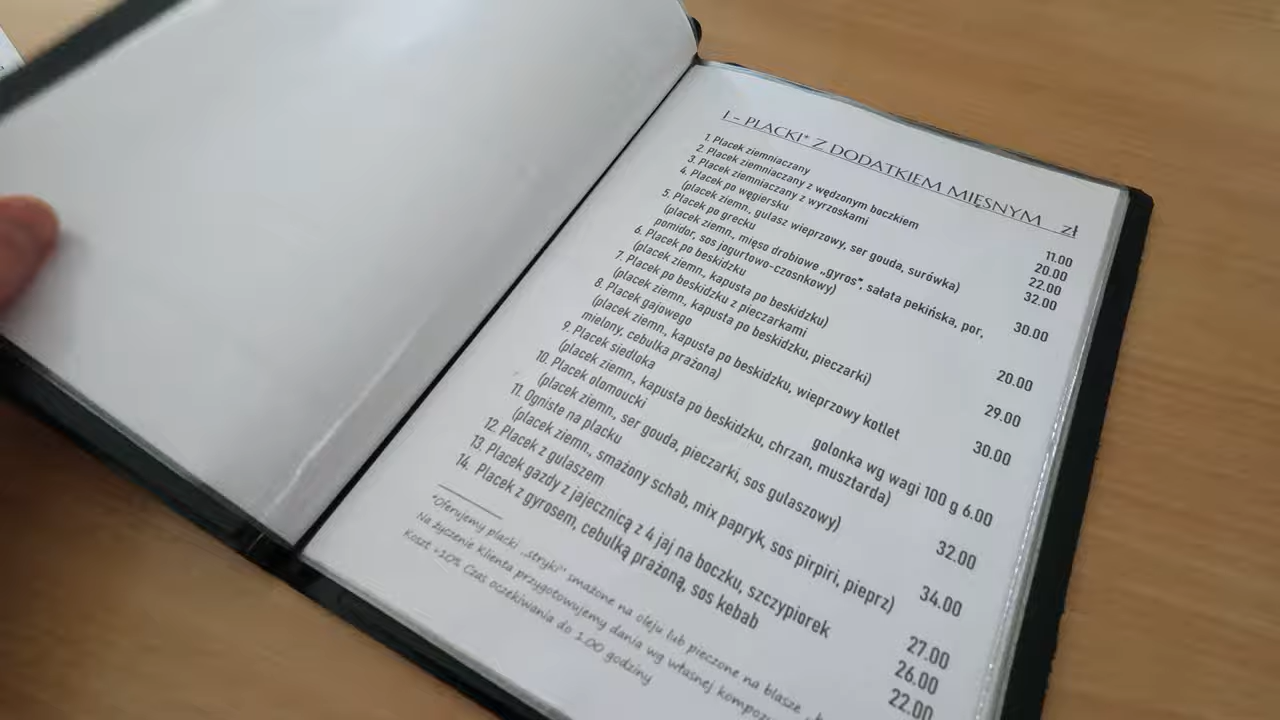 I - PLACKI* Z DODATKIEM MIĘSNYM zł
1. Placek ziemniaczany 11.00
2. Placek ziemniaczany z wędzonym boczkiem 20.00
3. Placek ziemniaczany z wyrzoskami 22.00
4. Placek po węgiersku 32.00
(placek ziemn., gulasz wieprzowy, ser gouda, surówka)
5. Placek po grecku 30.00
(placek ziemn., mięso drobiowe „gyros”, sałata pekińska, por,
pomidor, sos jogurtowo-czosnkowy)
6. Placek po beskidzku 20.00
(placek ziemn., kapusta po beskidzku)
7. Placek po beskidzku z pieczarkami 29.00
(placek ziemn., kapusta po beskidzku, pieczarki)
8. Placek gajowego 30.00
(placek ziemn., kapusta po beskidzku, wieprzowy kotlet
mielony, cebulka prażona)
9. Placek siedloka golonka wg wagi 100 g 6.00
(placek ziemn., kapusta po beskidzku, chrzan, musztarda)
10. Placek olomoucki 32.00
(placek ziemn., ser gouda, pieczarki, sos gulaszowy)
11. Ogniste na placku 34.00
(placek ziemn., smażony schab, mix papryk, sos pirpiri, pieprz)
12. Placek z gulaszem 27.00
13. Placek gazdy z jajecznicą z 4 jaj na boczku, szczypiorek 26.00
14. Placek z gyrosem, cebulką prażoną, sos kebab 22.00
*Oferujemy placki „stryki” smażone na oleju lub pieczone na blasze
Na życzenie klienta przygotowujemy dania wg własnej
Koszt +10% Czas oczekiwania do 1.00 godziny